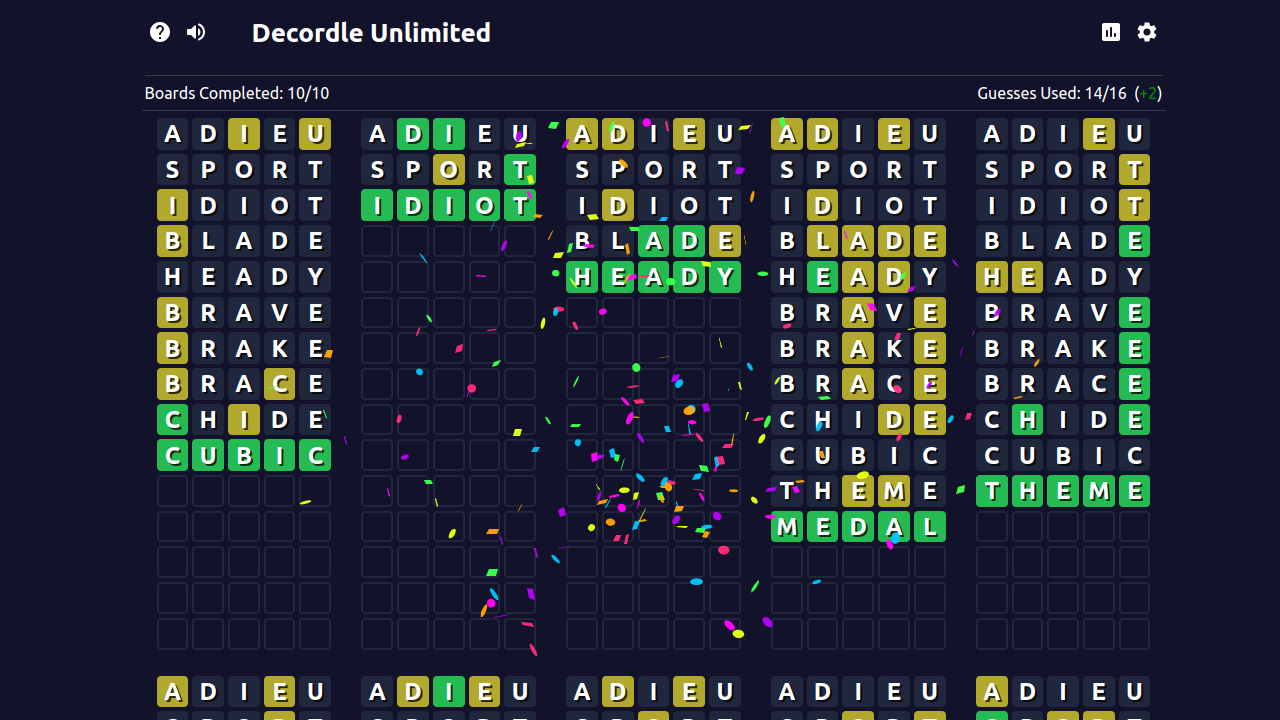 Decordle Unlimited
Boards Completed: 10/10 Guesses Used: 14/16 (+2)
ADIEU ADIEU ADIEU ADIEU ADIEU
SPORT SPORT SPORT SPORT SPORT
IDIOT IDIOT IDIOT IDIOT IDIOT
BLADE BLADE BLADE BLADE
HEADY HEADY HEADY HEADY
BRAVE BRAVE BRAVE
BRAKE BRAKE BRAKE
BRACE BRACE BRACE
CHIDE CHIDE CHIDE
CUBIC CUBIC CUBIC
THEME THEME
MEDAL
ADIEU ADIEU ADIEU ADIEU ADIEU